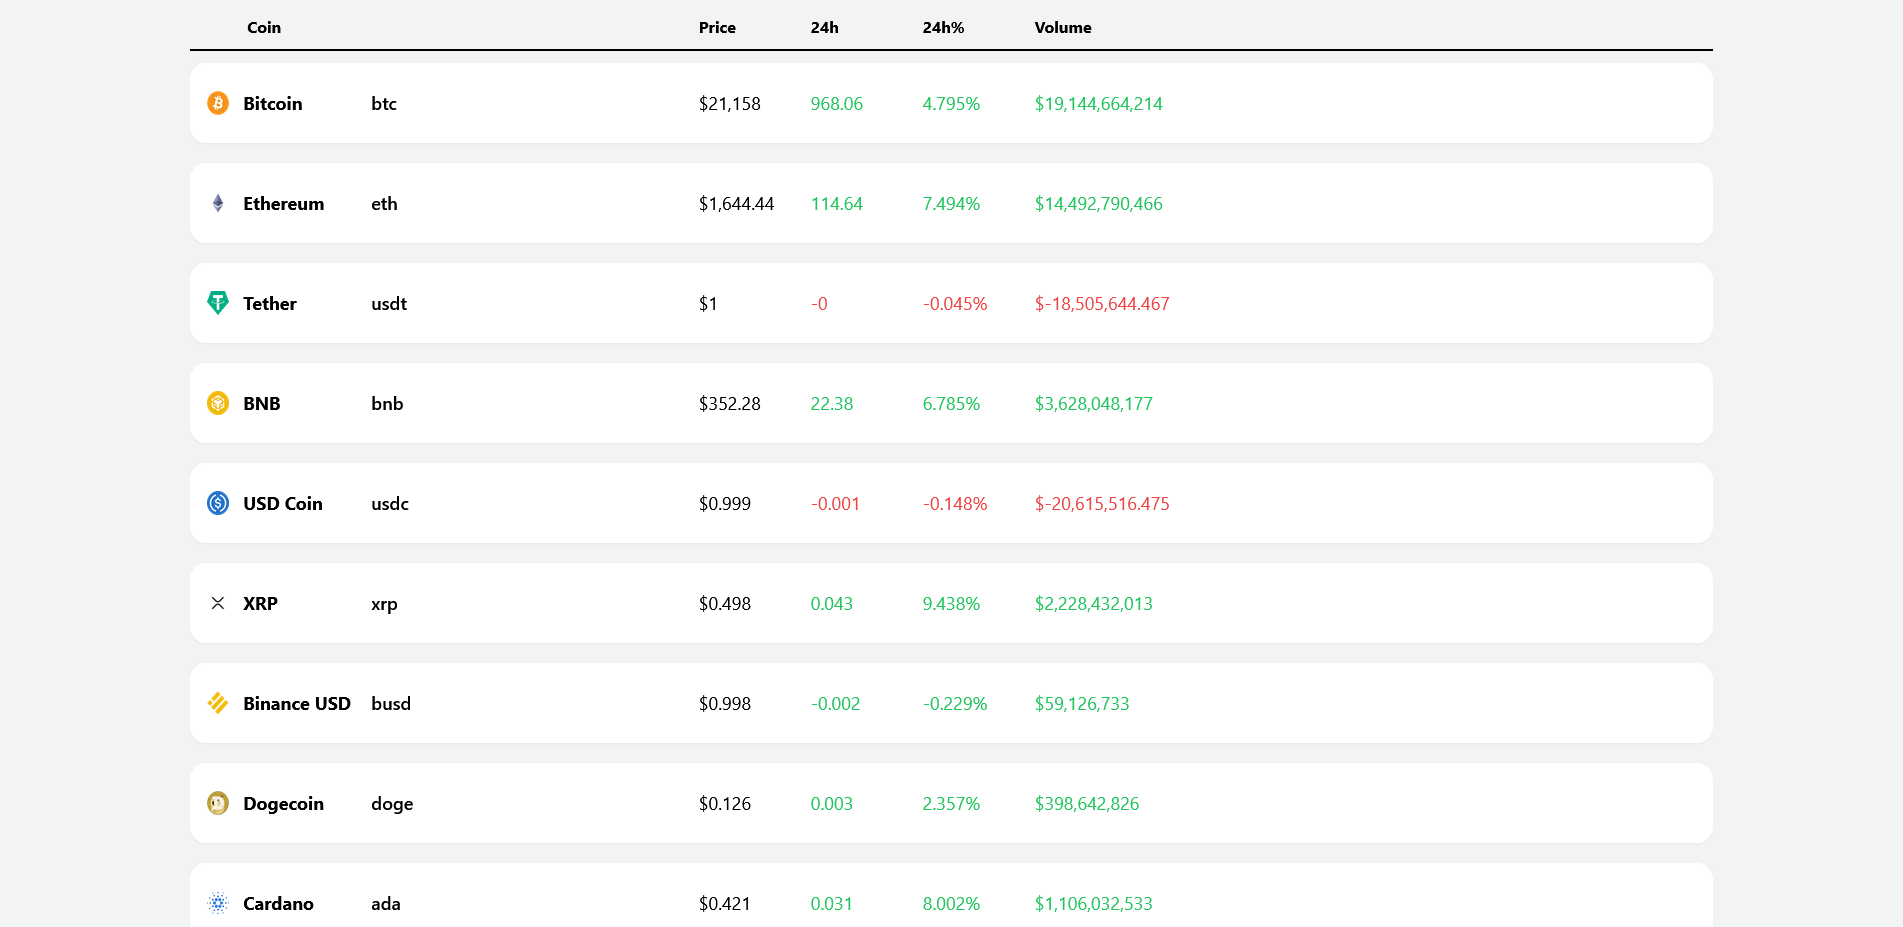 Coin Price 24h 24h% Volume
Bitcoin btc $21,158 968.06 4.795% $19,144,664,214
Ethereum eth $1,644.44 114.64 7.494% $14,492,790,466
Tether usdt $1 -0 -0.045% $-18,505,644.467
BNB bnb $352.28 22.38 6.785% $3,628,048,177
USD Coin usdc $0.999 -0.001 -0.148% $-20,615,516.475
XRP xrp $0.498 0.043 9.438% $2,228,432,013
Binance USD busd $0.998 -0.002 -0.229% $59,126,733
Dogecoin doge $0.126 0.003 2.357% $398,642,826
Cardano ada $0.421 0.031 8.002% $1,106,032,533